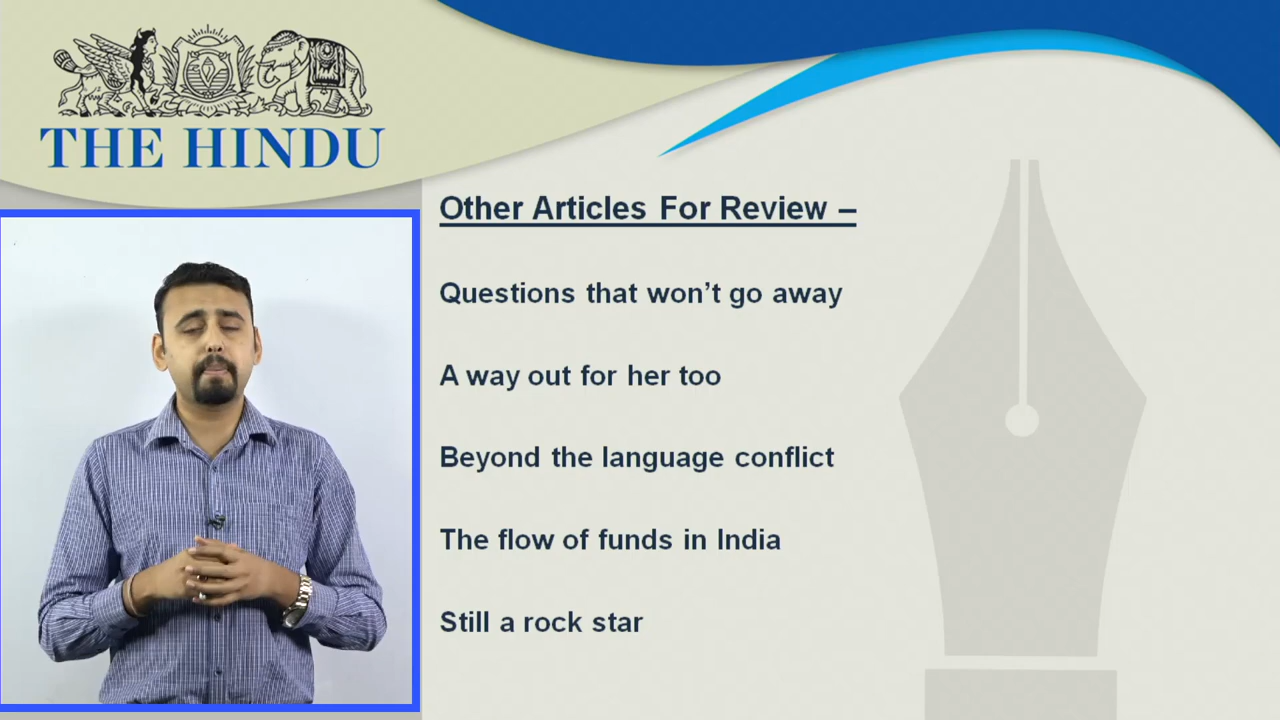 THE HINDU
Other Articles For Review –
Questions that won’t go away
A way out for her too
Beyond the language conflict
The flow of funds in India
Still a rock star